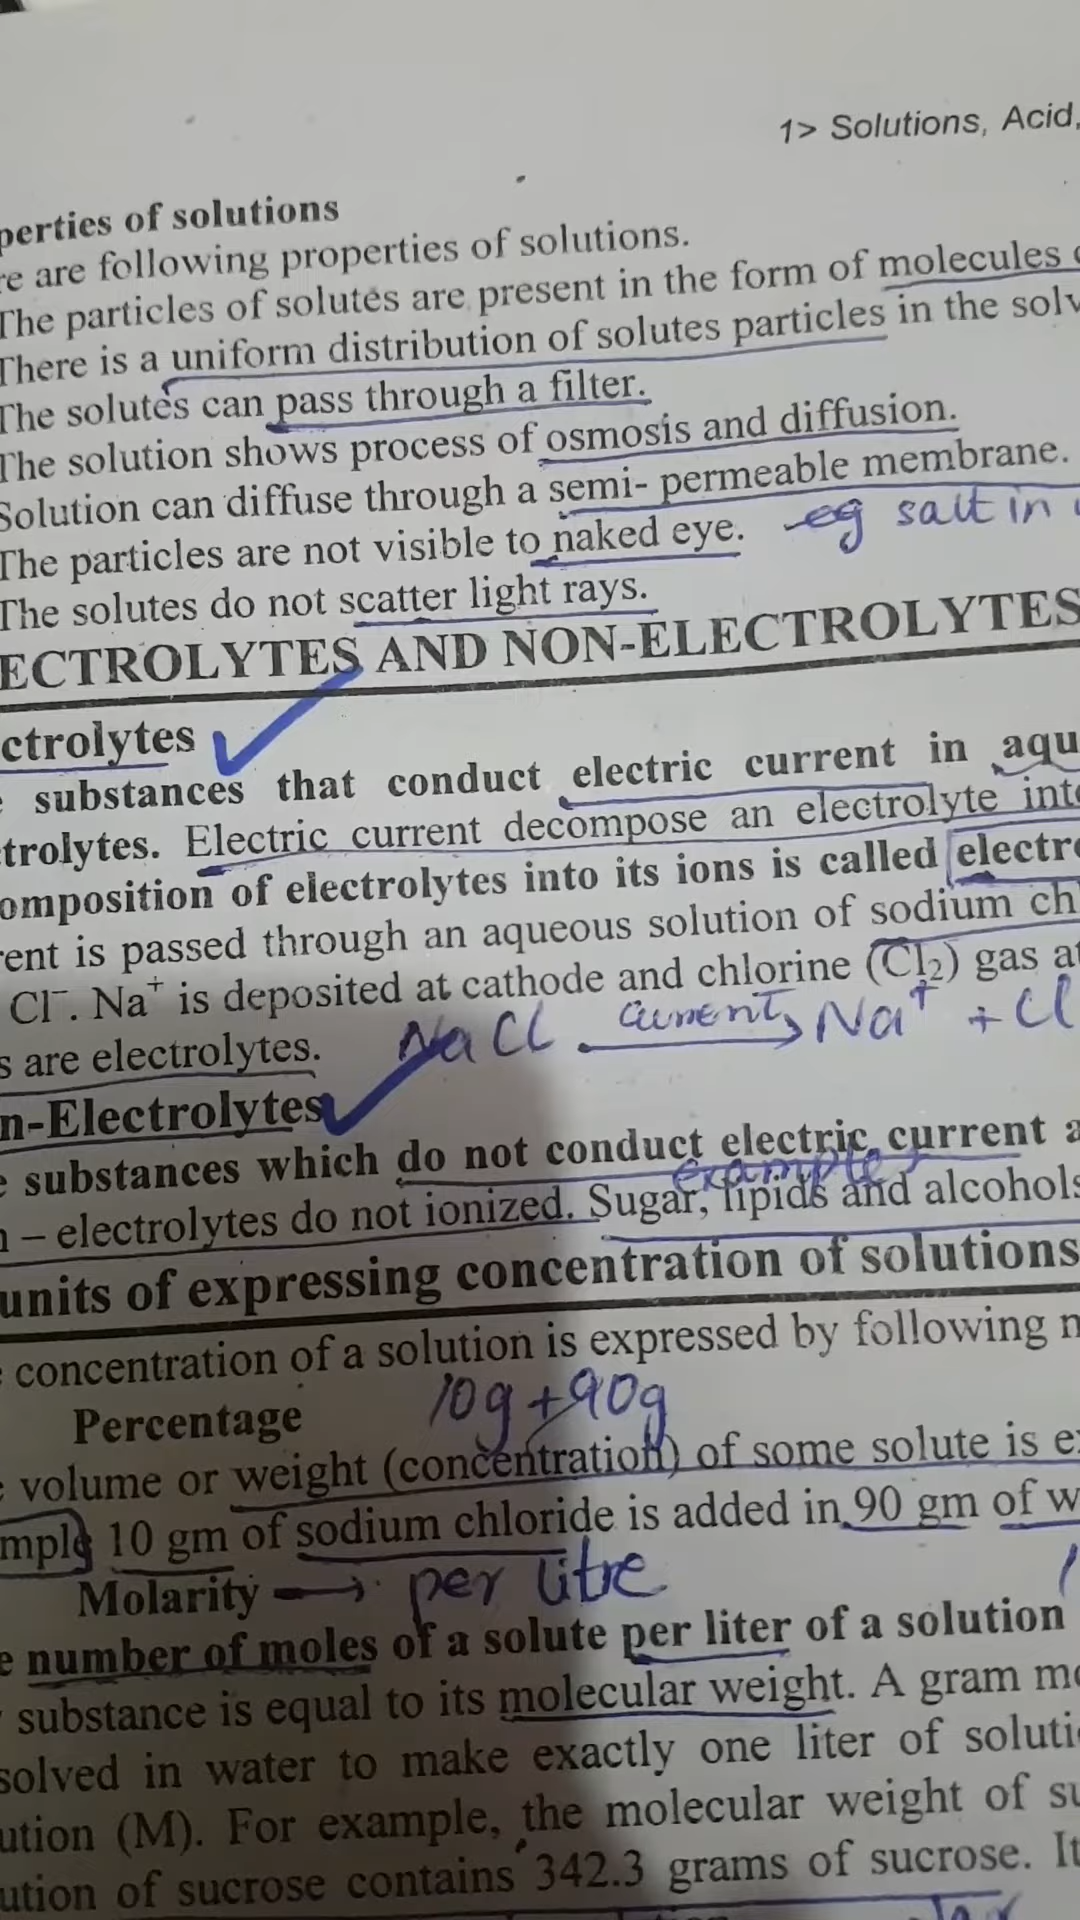 1> Solutions, Acid,
perties of solutions
re are following properties of solutions.
The particles of solutes are present in the form of molecules
There is a uniform distribution of solutes particles in the solv
The solutes can pass through a filter.
The solution shows process of osmosis and diffusion.
Solution can diffuse through a semi- permeable membrane.
The particles are not visible to naked eye. eg salt in
The solutes do not scatter light rays.
ECTROLYTES AND NON-ELECTROLYTES
ctrolytes
e substances that conduct electric current in aqu
trolytes. Electric current decompose an electrolyte into
omposition of electrolytes into its ions is called electro
rent is passed through an aqueous solution of sodium ch
Cl⁻. Na⁺ is deposited at cathode and chlorine (Cl₂) gas at
NaCl current → Na⁺ + Cl
s are electrolytes.
n-Electrolytes
e substances which do not conduct electric current a
example
n – electrolytes do not ionized. Sugar, lipids and alcohols
units of expressing concentration of solutions
e concentration of a solution is expressed by following n
Percentage 10g+90g
e volume or weight (concentration) of some solute is ex
mple 10 gm of sodium chloride is added in 90 gm of w
Molarity → per litre
e number of moles of a solute per liter of a solution
substance is equal to its molecular weight. A gram mo
solved in water to make exactly one liter of soluti
ution (M). For example, the molecular weight of su
ution of sucrose contains 342.3 grams of sucrose. It